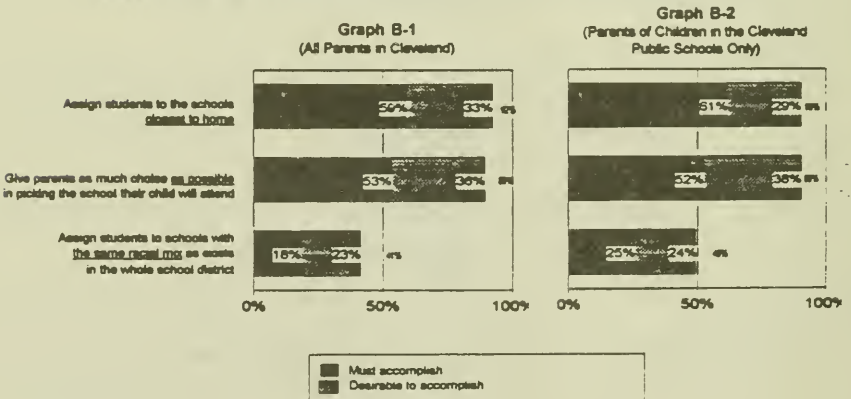 Graph B-1
(All Parents in Cleveland)
Graph B-2
(Parents of Children in the Cleveland
Public Schools Only)
Assign students to the schools
closest to home
59% 33%
61% 29%
Give parents as much choice as possible
in picking the school their child will attend
53% 36%
52% 38%
Assign students to schools with
the same racial mix as exists
in the whole school district
18% 23%
25% 24%
0% 50% 100%
0% 50% 100%
Must accomplish
Desirable to accomplish